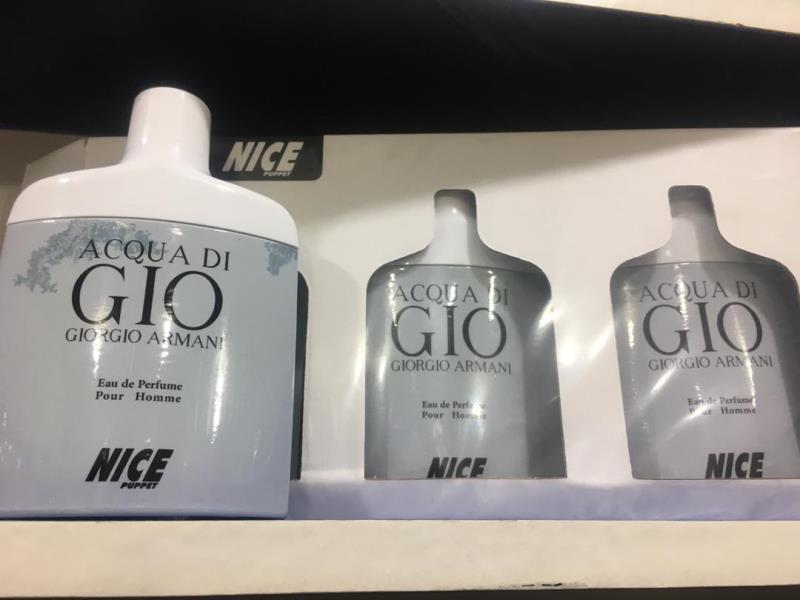 NICE
PUPPET
ACQUA DI
GIO
GIORGIO ARMANI
Eau de Perfume
Pour Homme
NICE
PUPPET
ACQUA DI
GIO
GIORGIO ARMANI
Eau de Perfume
Pour Homme
NICE
ACQUA DI
GIO
GIORGIO ARMANI
Eau de Perfume
Pour Homme
NICE